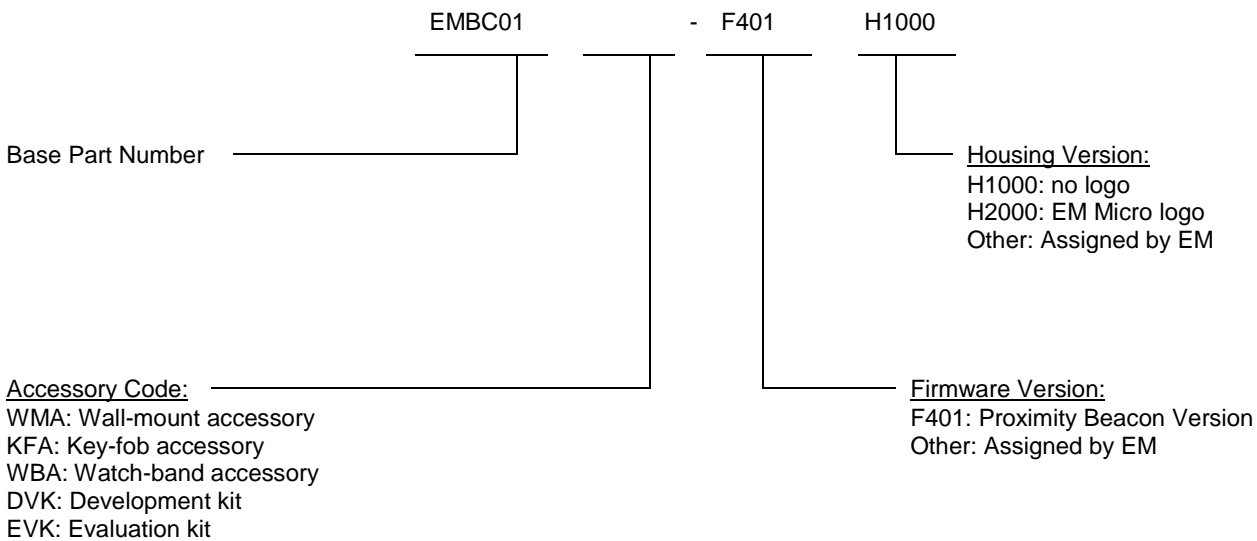 EMBC01 - F401 H1000
Base Part Number
Housing Version:
H1000: no logo
H2000: EM Micro logo
Other: Assigned by EM
Accessory Code:
WMA: Wall-mount accessory
KFA: Key-fob accessory
WBA: Watch-band accessory
DVK: Development kit
EVK: Evaluation kit
Firmware Version:
F401: Proximity Beacon Version
Other: Assigned by EM